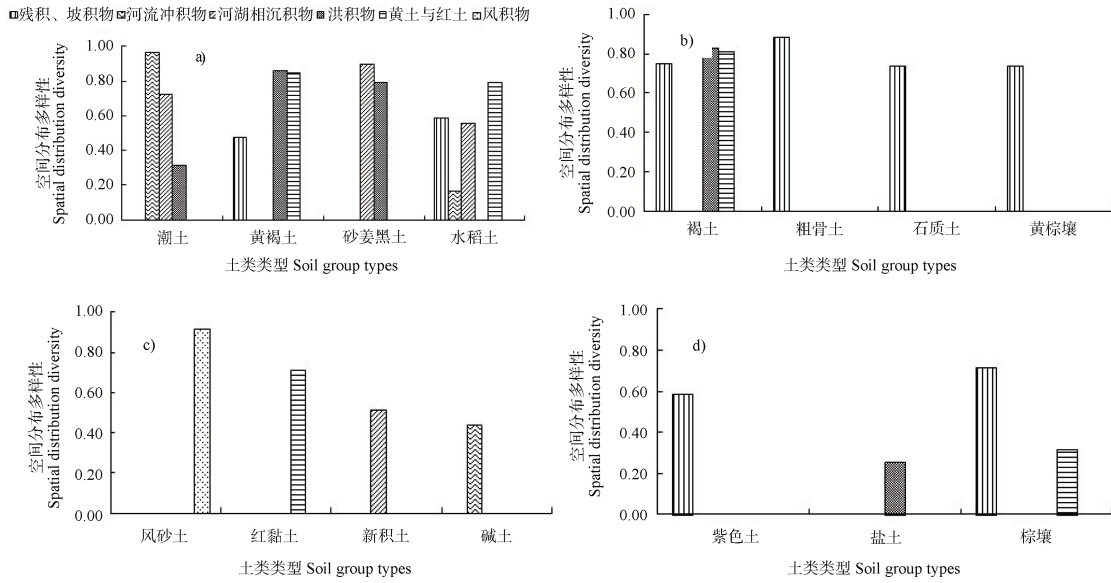 残积、坡积物 河流冲积物 河湖相沉积物 洪积物 黄土与红土 风积物
a)
空间分布多样性
Spatial distribution diversity
1.00
0.80
0.60
0.40
0.20
0.00
潮土 黄褐土 砂姜黑土 水稻土
土类类型 Soil group types
b)
空间分布多样性
Spatial distribution diversity
1.00
0.80
0.60
0.40
0.20
0.00
褐土 粗骨土 石质土 黄棕壤
土类类型 Soil group types
c)
空间分布多样性
Spatial distribution diversity
1.00
0.80
0.60
0.40
0.20
0.00
风砂土 红黏土 新积土 碱土
土类类型 Soil group types
d)
空间分布多样性
Spatial distribution diversity
1.00
0.80
0.60
0.40
0.20
0.00
紫色土 盐土 棕壤
土类类型 Soil group types